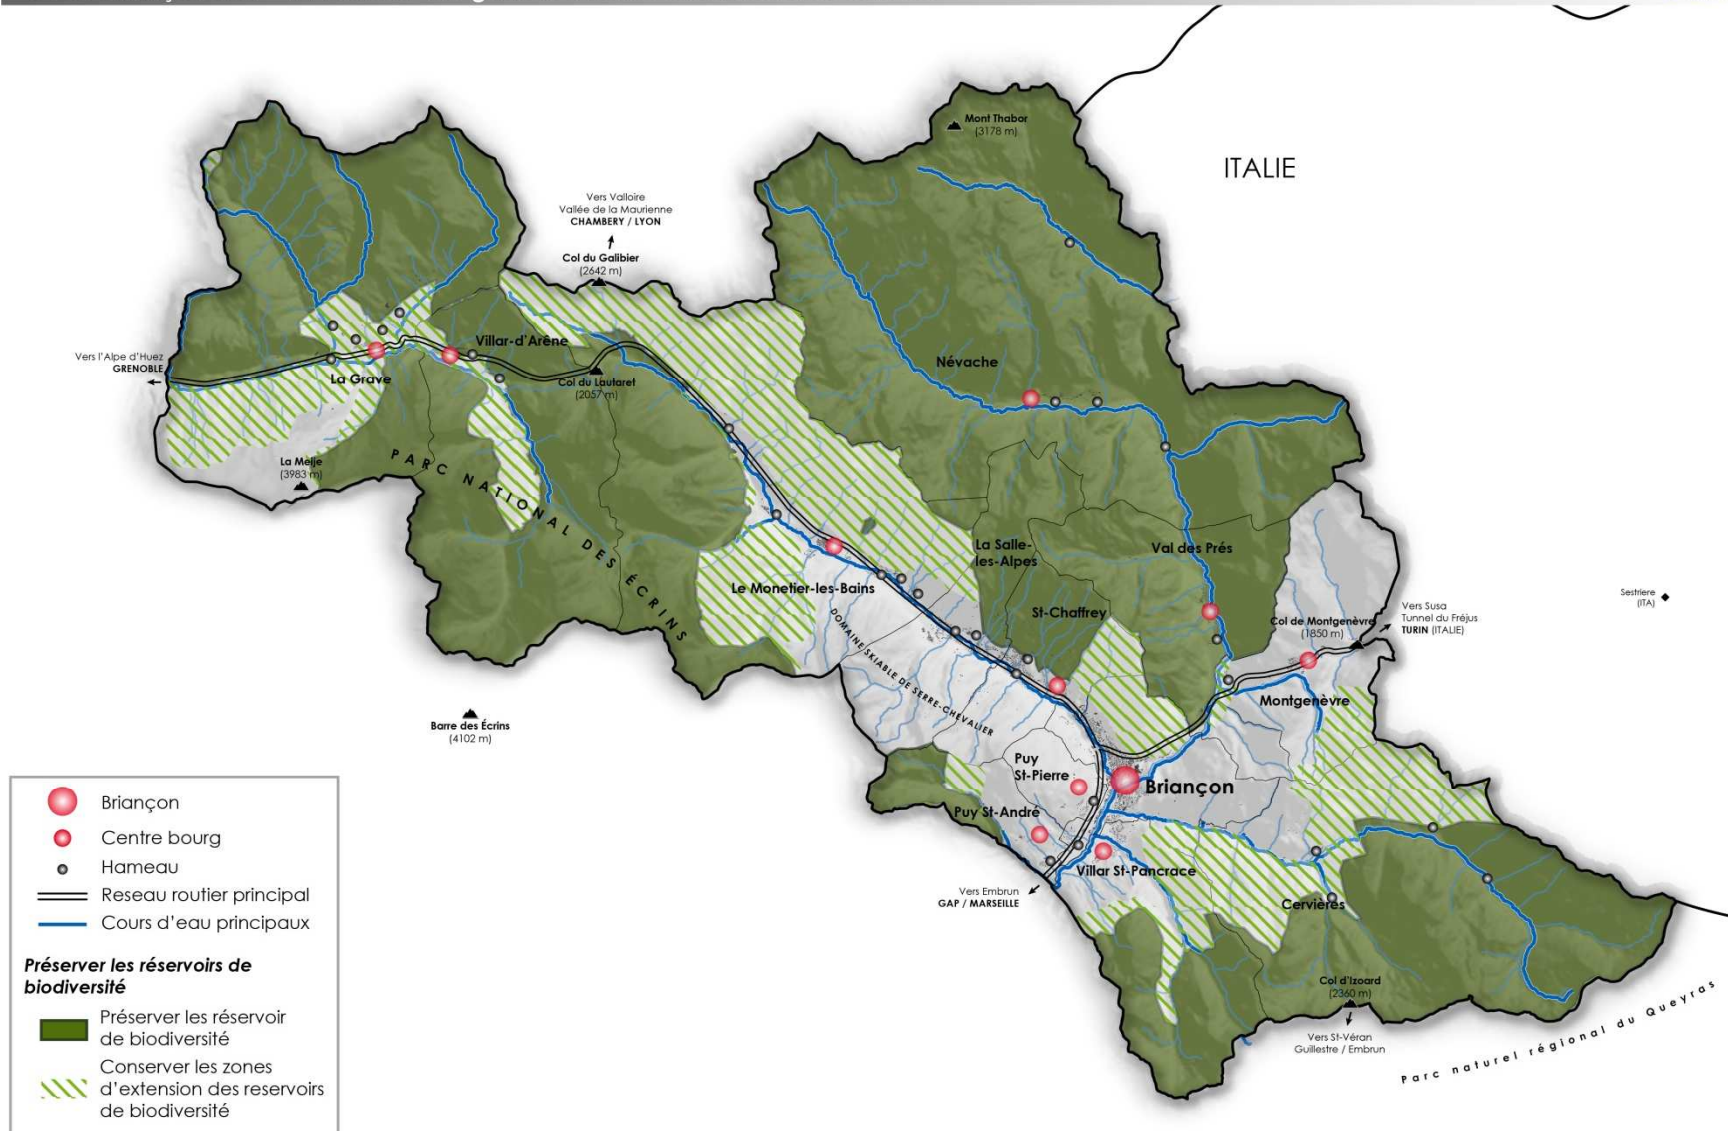 Mont Thabor
(3178 m)
ITALIE
Vers Valloire
Vallée de la Maurienne
CHAMBERY / LYON
Col du Galibier
(2642 m)
Vers l'Alpe d'Huez
GRENOBLE
Villar-d'Arêne
La Grave
Col du Lautaret
(2057 m)
Névache
La Meije
(3983 m)
PARC NATIONAL DES ÉCRINS
La Salle-
les-Alpes
Val des Prés
Le Monetier-les-Bains
St-Chaffrey
DOMAINE SKIABLE DE SERRE-CHEVALIER
Col de Montgenèvre
(1850 m)
Vers Susa
Tunnel du Fréjus
TURIN (ITALIE)
Sestriere
(ITA)
Montgenèvre
Barre des Écrins
(4102 m)
Puy
St-Pierre
Briançon
Puy St-André
Villar St-Pancrace
Vers Embrun
GAP / MARSEILLE
Cervières
Col d'Izoard
(2360 m)
Vers St-Véran
Guillestre / Embrun
Parc naturel régional du Queyras
Briançon
Centre bourg
Hameau
Reseau routier principal
Cours d'eau principaux
Préserver les réservoirs de
biodiversité
Préserver les réservoir
de biodiversité
Conserver les zones
d'extension des reservoirs
de biodiversité